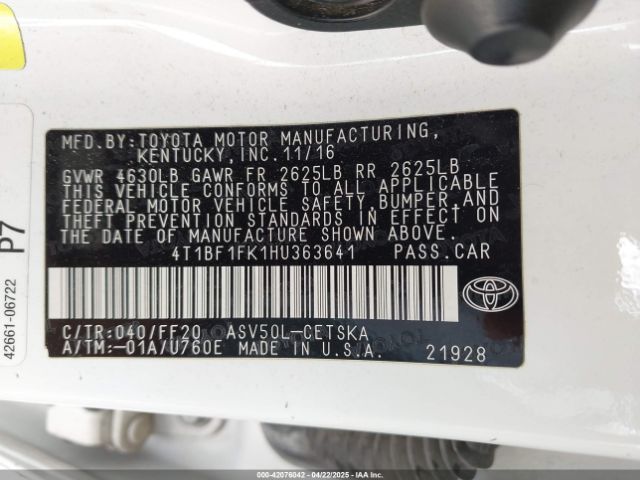 MFD.BY:TOYOTA MOTOR MANUFACTURING,
KENTUCKY,INC.11/16
GVWR 4630LB GAWR FR 2625LB RR 2625LB
THIS VEHICLE CONFORMS TO ALL APPLICABLE
FEDERAL MOTOR VEHICLE SAFETY,BUMPER,AND
THEFT PREVENTION STANDARDS IN EFFECT ON
THE DATE OF MANUFACTURE SHOWN ABOVE.
4T1BF1FK1HU363641 PASS.CAR
C/TR:040/FF20 ASV50L-CETSKA
A/TM:-01A/U760E MADE IN U.S.A. 21928
TOYOTA
P7
42661-06722
000-42076042 - 04/22/2025 - IAA, Inc.